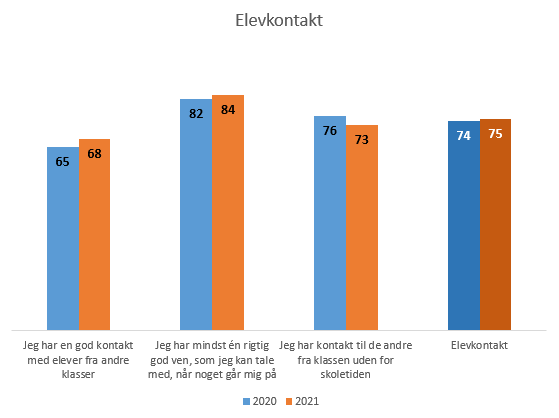 Elevkontakt
65
68
82
84
76
73
74
75
Jeg har en god kontakt
med elever fra andre
klasser
Jeg har mindst én rigtig
god ven, som jeg kan tale
med, når noget går mig på
Jeg har kontakt til de andre
fra klassen uden for
skoletiden
Elevkontakt
2020 2021